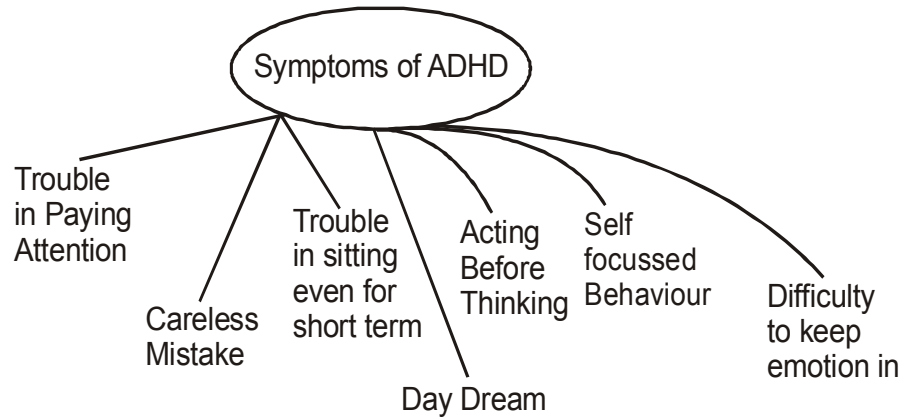 Symptoms of ADHD
Trouble
in Paying
Attention
Careless
Mistake
Trouble
in sitting
even for
short term
Day Dream
Acting
Before
Thinking
Self
focussed
Behaviour
Difficulty
to keep
emotion in